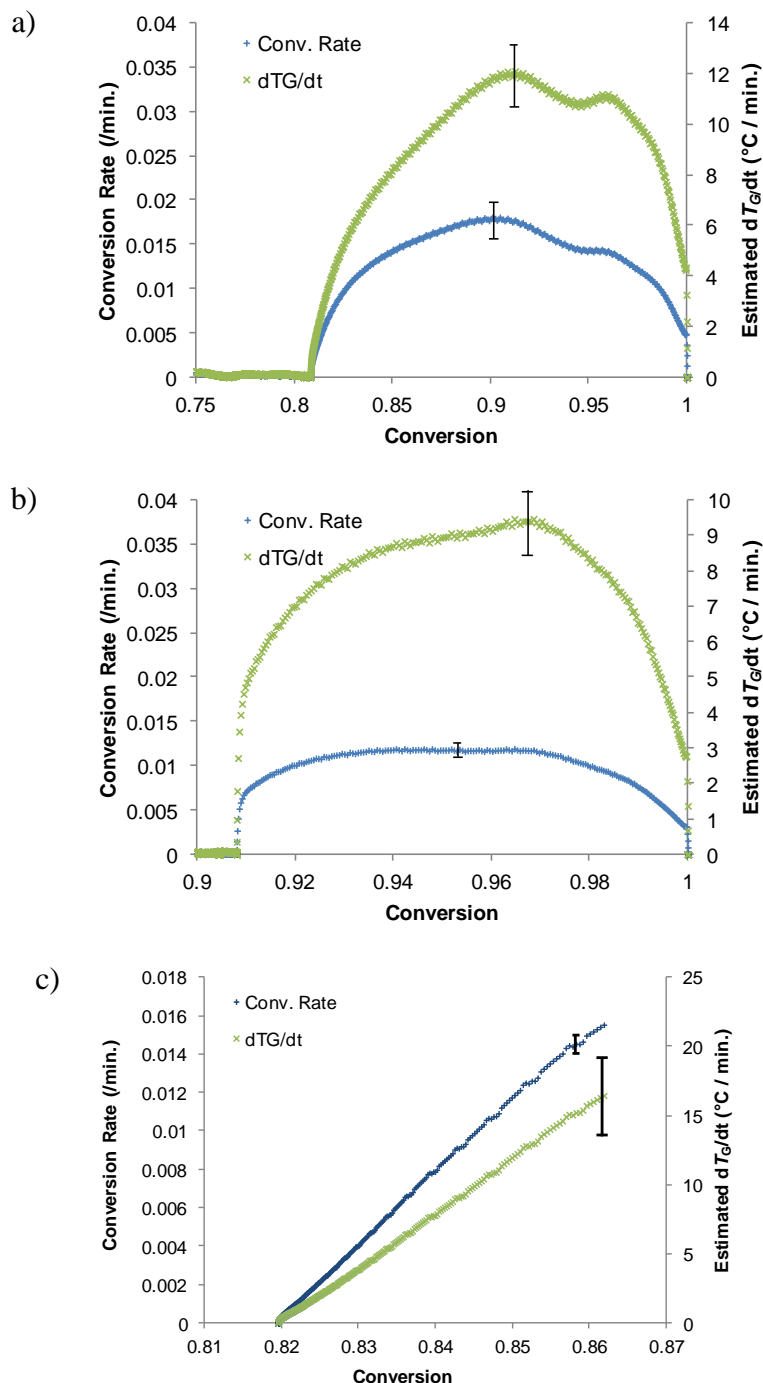 a)
0.04
0.035
0.03
0.025
0.02
0.015
0.01
0.005
0
Conversion Rate (/min.)
Conv. Rate
dTG/dt
14
12
10
8
6
4
2
0
Estimated dTG/dt (°C / min.)
0.75 0.8 0.85 0.9 0.95 1
Conversion
b)
0.04
0.035
0.03
0.025
0.02
0.015
0.01
0.005
0
Conversion Rate (/min.)
Conv. Rate
dTG/dt
10
9
8
7
6
5
4
3
2
1
0
Estimated dTG/dt (°C / min.)
0.9 0.92 0.94 0.96 0.98 1
Conversion
c)
0.018
0.016
0.014
0.012
0.01
0.008
0.006
0.004
0.002
0
Conversion Rate (/min.)
Conv. Rate
dTG/dt
25
20
15
10
5
0
Estimated dTG/dt (°C / min.)
0.81 0.82 0.83 0.84 0.85 0.86 0.87
Conversion